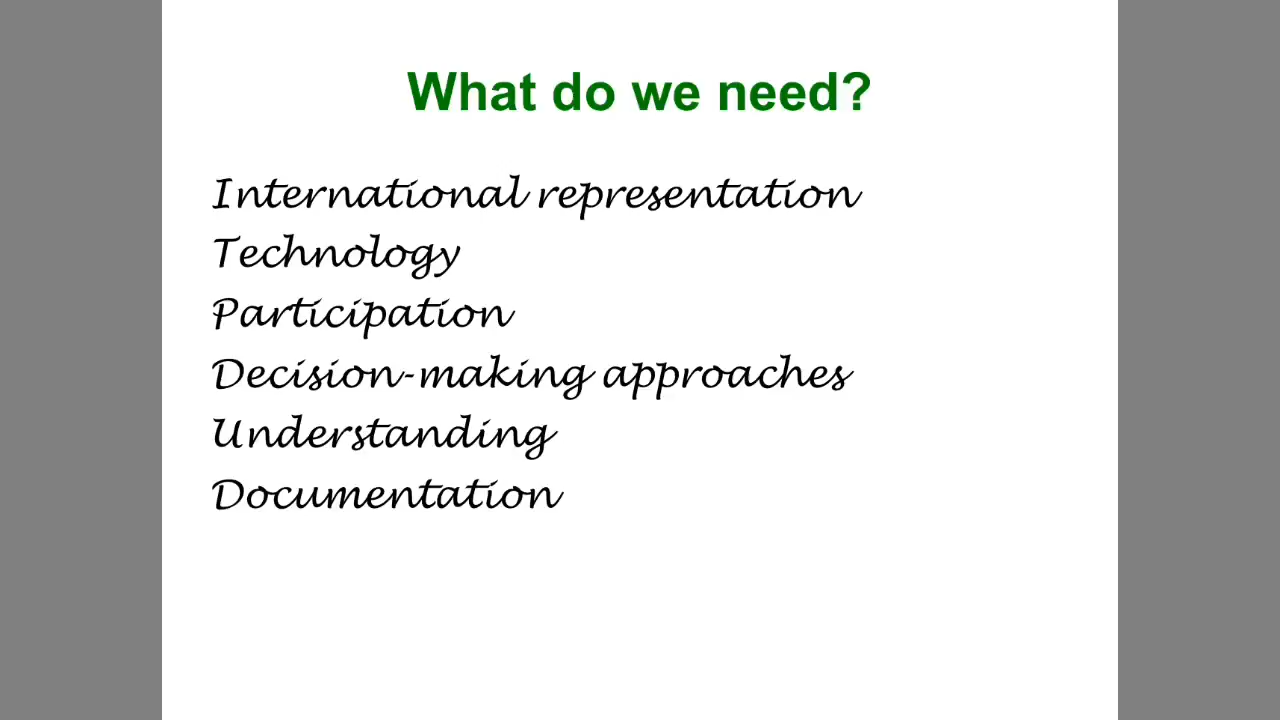 What do we need?
International representation
Technology
Participation
Decision-making approaches
Understanding
Documentation